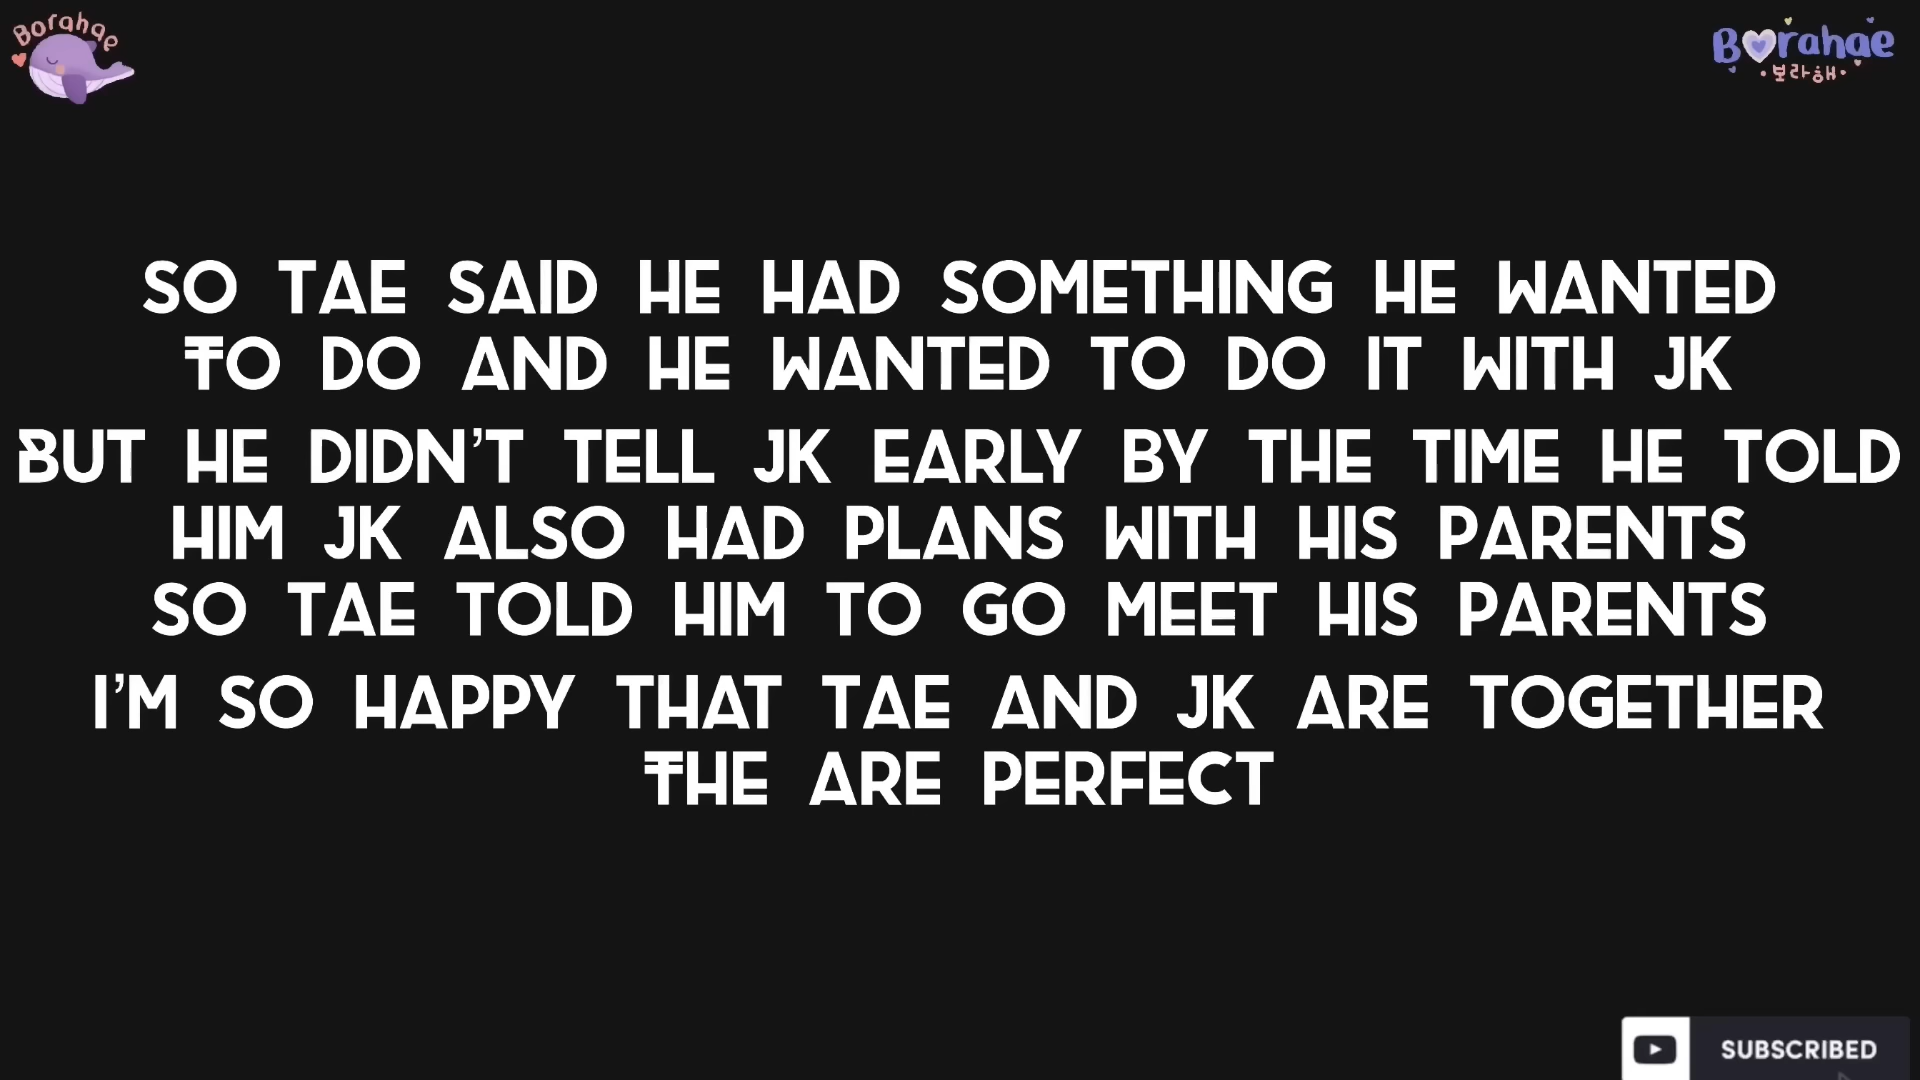 Borahae
Borahae
보라해
SO TAE SAID HE HAD SOMETHING HE WANTED
TO DO AND HE WANTED TO DO IT WITH JK
BUT HE DIDN'T TELL JK EARLY BY THE TIME HE TOLD
HIM JK ALSO HAD PLANS WITH HIS PARENTS
SO TAE TOLD HIM TO GO MEET HIS PARENTS
I'M SO HAPPY THAT TAE AND JK ARE TOGETHER
THE ARE PERFECT
SUBSCRIBED